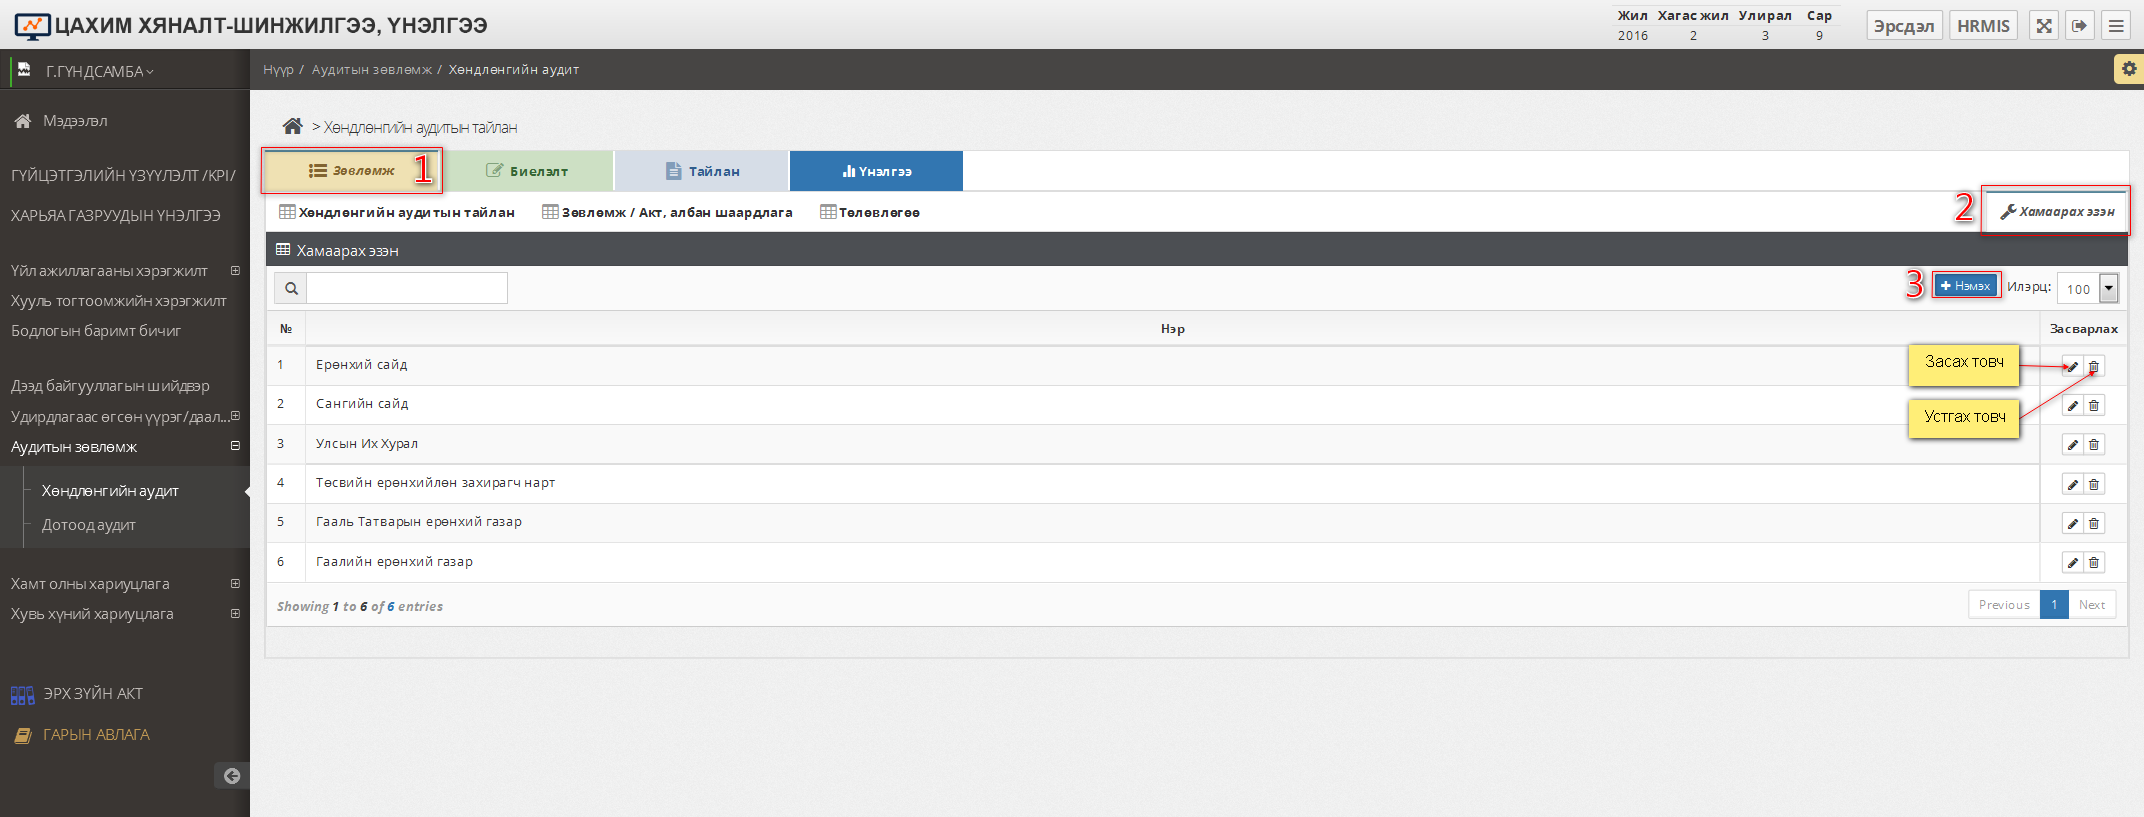 ЦАХИМ ХЯНАЛТ-ШИНЖИЛГЭЭ, ҮНЭЛГЭЭ
Жил Хагас жил Улирал Сар
2016 2 3 9
Эрсдэл HRMIS
Г.ГҮНДСАМБА
Нүүр / Аудитын зөвлөмж / Хөндлөнгийн аудит
Мэдээлэл
ГҮЙЦЭТГЭЛИЙН ҮЗҮҮЛЭЛТ /KPI/
ХАРЬЯА ГАЗРУУДЫН ҮНЭЛГЭЭ
Үйл ажиллагааны хэрэгжилт
Хууль тогтоомжийн хэрэгжилт
Бодлогын баримт бичиг
Дээд байгууллагын шийдвэр
Удирдлагаас өгсөн үүрэг/даал...
Аудитын зөвлөмж
Хөндлөнгийн аудит
Дотоод аудит
Хамт олны хариуцлага
Хувь хүний хариуцлага
ЭРХ ЗҮЙН АКТ
ГАРЫН АВЛАГА
> Хөндлөнгийн аудитын тайлан
Зөвлөмж 1 Биелэлт Тайлан Үнэлгээ
Хөндлөнгийн аудитын тайлан Зөвлөмж / Акт, албан шаардлага Төлөвлөгөө 2 Хамаарах эзэн
Хамаарах эзэн
3 Нэмэх Илэрц: 100
№ Нэр Засварлах
1 Ерөнхий сайд
Засах товч
2 Сангийн сайд
Устгах товч
3 Улсын Их Хурал
4 Төсвийн ерөнхийлөн захирагч нарт
5 Гааль Татварын ерөнхий газар
6 Гаалийн ерөнхий газар
Showing 1 to 6 of 6 entries
Previous 1 Next